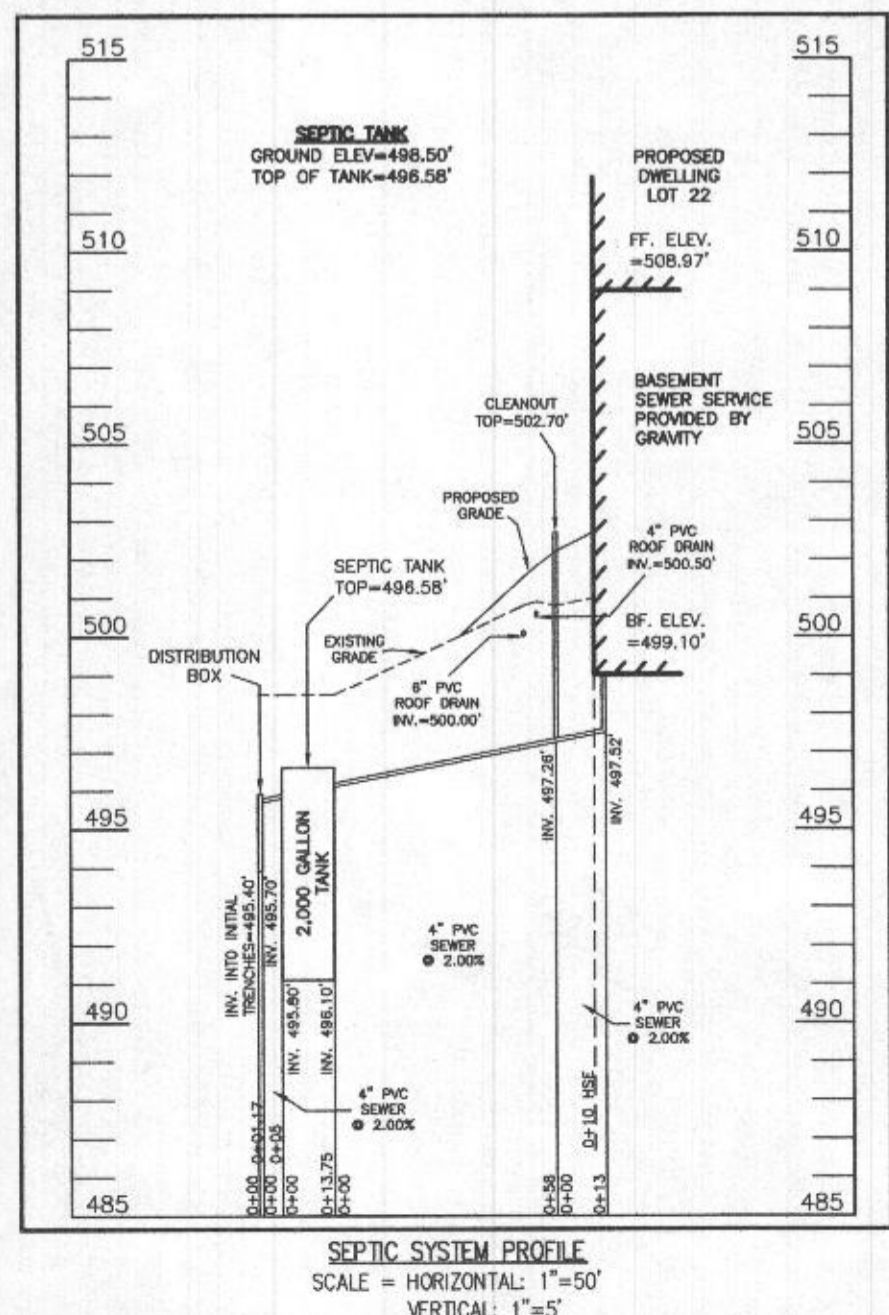 515
515
SEPTIC TANK
GROUND ELEV=498.50'
TOP OF TANK=496.58'
PROPOSED
DWELLING
LOT 22
510
510
FF. ELEV.
=508.97'
BASEMENT
SEWER SERVICE
PROVIDED BY
GRAVITY
CLEANOUT
TOP=502.70'
505
505
PROPOSED
GRADE
4" PVC
ROOF DRAIN
INV.=500.50'
SEPTIC TANK
TOP=496.58'
500
500
BF. ELEV.
=499.10'
DISTRIBUTION
BOX
EXISTING
GRADE
6" PVC
ROOF DRAIN
INV.=500.00'
495
495
INV. INTO INITIAL
TRENCHES=495.40'
INV. 495.70'
2,000 GALLON
TANK
INV. 495.80'
INV. 496.10'
INV. 497.26'
INV. 497.52'
4" PVC
SEWER
@ 2.00%
490
490
4" PVC
SEWER
@ 2.00%
4" PVC
SEWER
@ 2.00%
0+10 HSE
485
485
0+00
0+01.17
0+00
0+05
0+00
0+13.75
0+00
0+58
0+00
0+13
SEPTIC SYSTEM PROFILE
SCALE = HORIZONTAL: 1"=50'
VERTICAL: 1"=5'